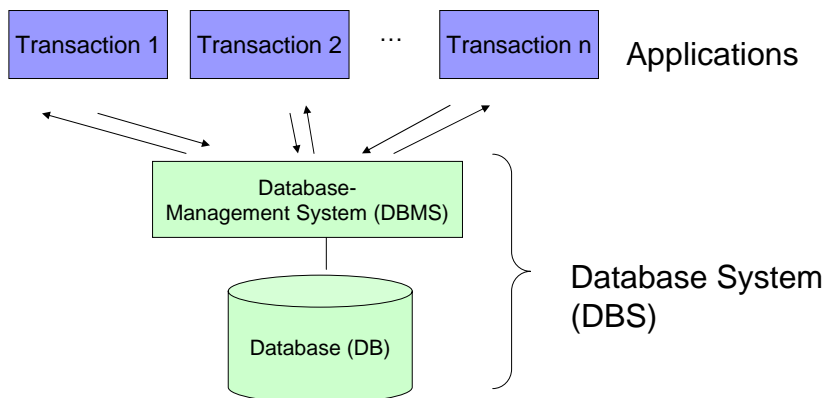 Transaction 1
Transaction 2
...
Transaction n
Applications
Database-
Management System (DBMS)
Database System
(DBS)
Database (DB)